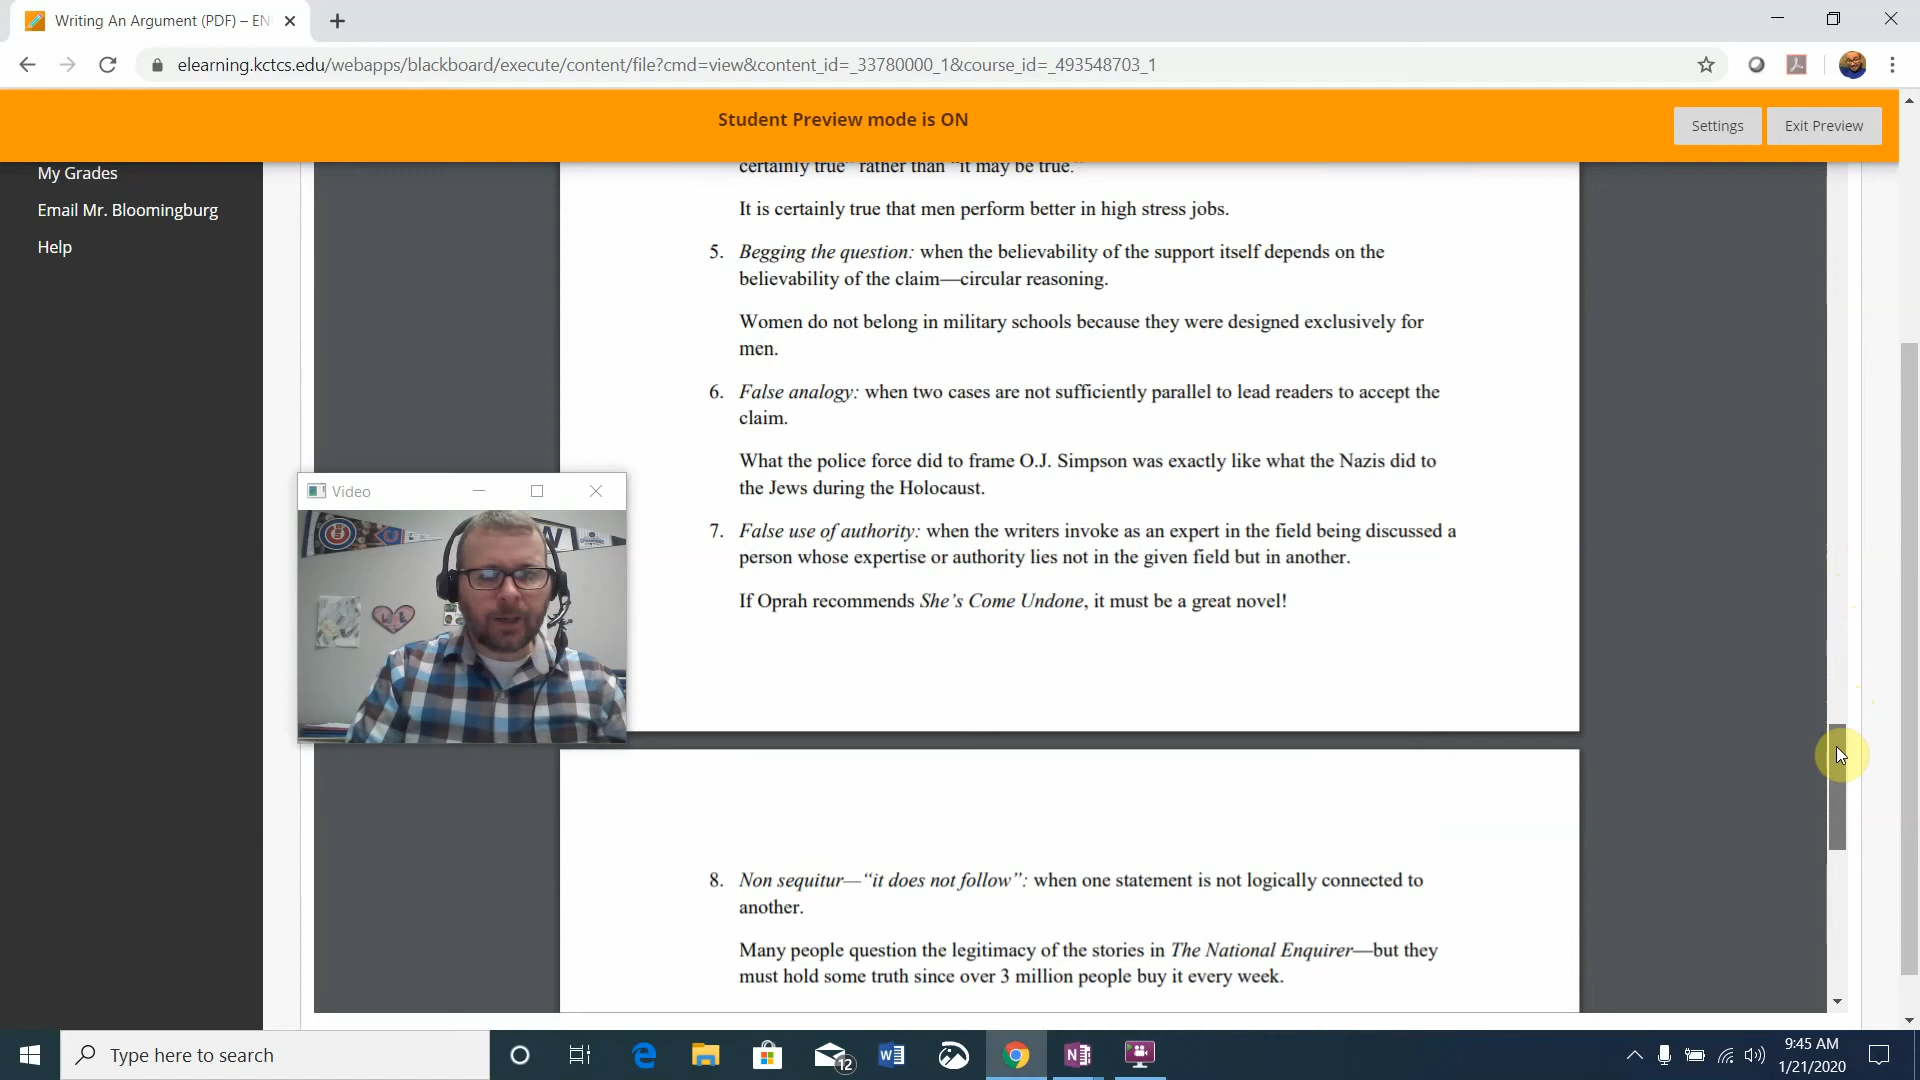 Writing An Argument (PDF) – EN
elearning.kctcs.edu/webapps/blackboard/execute/content/file?cmd=view&content_id=_33780000_1&course_id=_493548703_1
Student Preview mode is ON
Settings
Exit Preview
My Grades
Email Mr. Bloomingburg
Help
certainly true” rather than “it may be true.”
It is certainly true that men perform better in high stress jobs.
5. Begging the question: when the believability of the support itself depends on the
believability of the claim—circular reasoning.
Women do not belong in military schools because they were designed exclusively for
men.
6. False analogy: when two cases are not sufficiently parallel to lead readers to accept the
claim.
What the police force did to frame O.J. Simpson was exactly like what the Nazis did to
the Jews during the Holocaust.
7. False use of authority: when the writers invoke as an expert in the field being discussed a
person whose expertise or authority lies not in the given field but in another.
If Oprah recommends She’s Come Undone, it must be a great novel!
Video
8. Non sequitur—“it does not follow”: when one statement is not logically connected to
another.
Many people question the legitimacy of the stories in The National Enquirer—but they
must hold some truth since over 3 million people buy it every week.
Type here to search
12
9:45 AM
1/21/2020